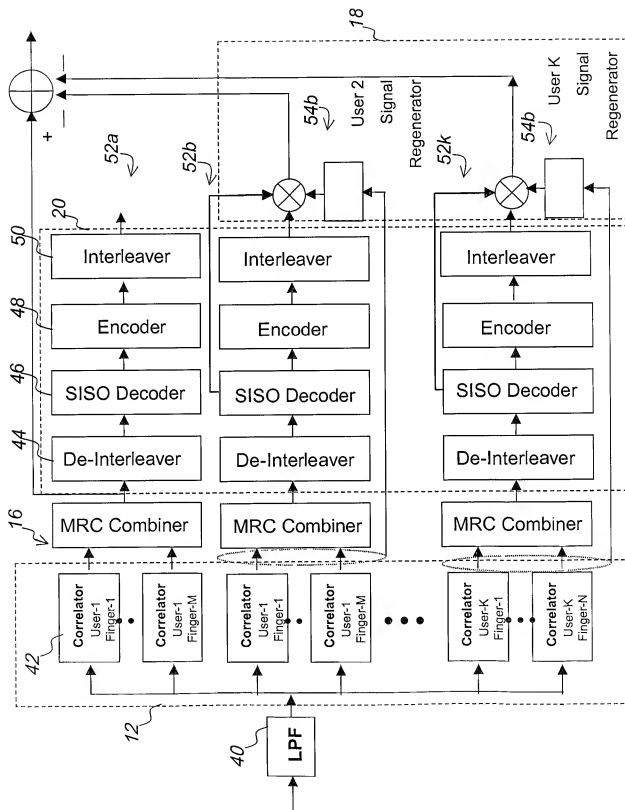 12
40
LPF
42
Correlator
User-1
Finger-1
Correlator
User-1
Finger-M
Correlator
User-1
Finger-1
Correlator
User-1
Finger-M
Correlator
User-K
Finger-1
Correlator
User-K
Finger-N
16
MRC Combiner
MRC Combiner
MRC Combiner
44
De-Interleaver
De-Interleaver
De-Interleaver
46
SISO Decoder
SISO Decoder
SISO Decoder
48
Encoder
Encoder
Encoder
50
Interleaver
Interleaver
Interleaver
20
52a
52b
52k
+
—
—
54b
User 2
Signal
Regenerator
54b
User K
Signal
Regenerator
18